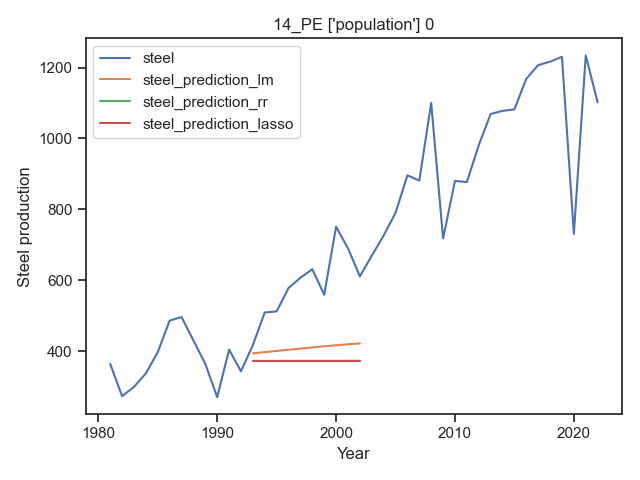 14_PE ['population'] 0
steel
steel_prediction_lm
steel_prediction_rr
steel_prediction_lasso
Steel production
1200
1000
800
600
400
1980
1990
2000
2010
2020
Year